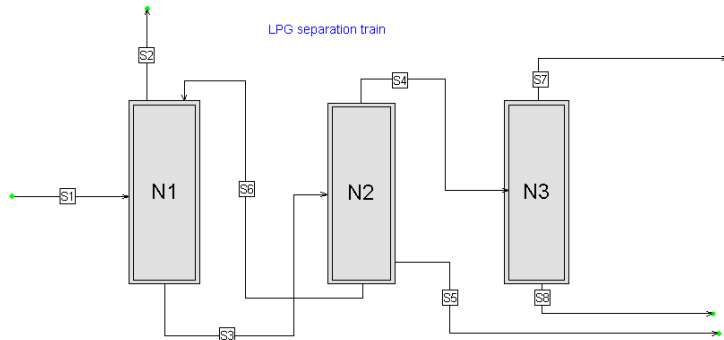 LPG separation train
S2
S4
S7
S1
N1
S6
N2
N3
S3
S5
S8